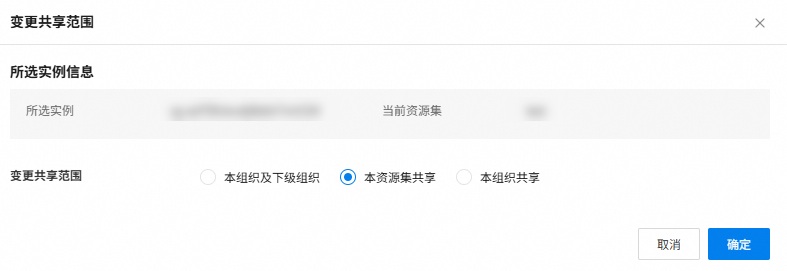 变更共享范围
所选实例信息
所选实例 当前资源集
变更共享范围 本组织及下级组织 本资源集共享 本组织共享
取消 确定